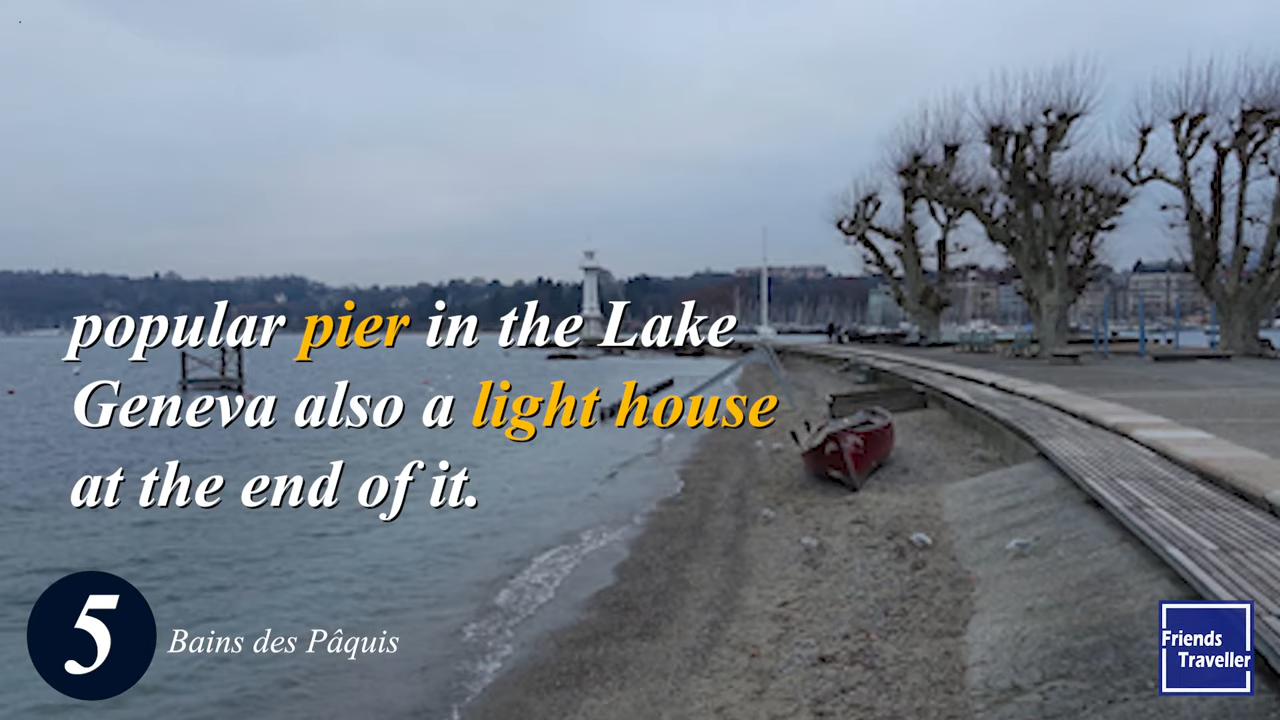 popular pier in the Lake
Geneva also a light house
at the end of it.
5
Bains des Pâquis
Friends
Traveller